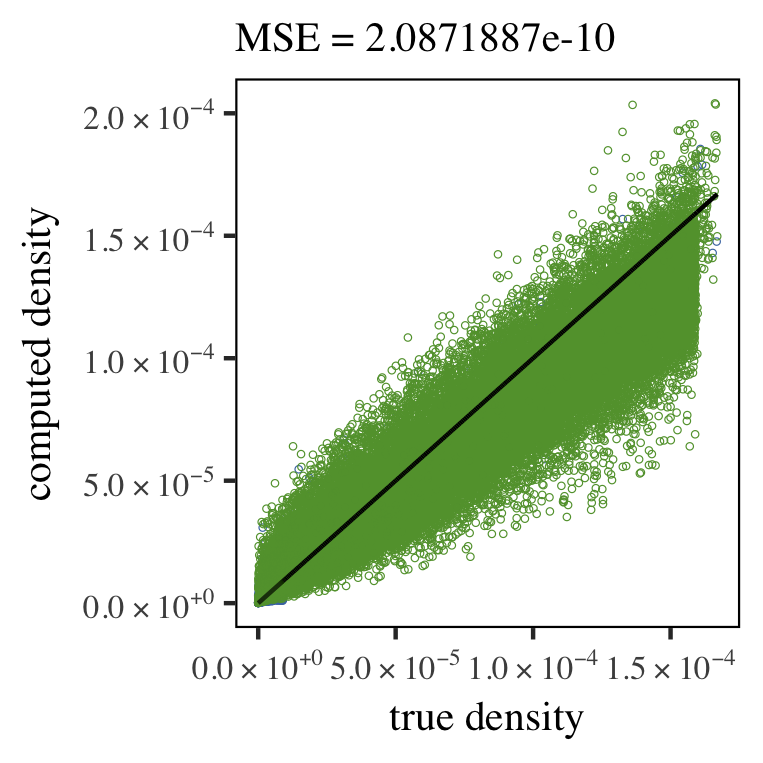 MSE = 2.0871887e-10
computed density
2.0 × 10⁻⁴
1.5 × 10⁻⁴
1.0 × 10⁻⁴
5.0 × 10⁻⁵
0.0 × 10⁺⁰
0.0 × 10⁺⁰ 5.0 × 10⁻⁵ 1.0 × 10⁻⁴ 1.5 × 10⁻⁴
true density